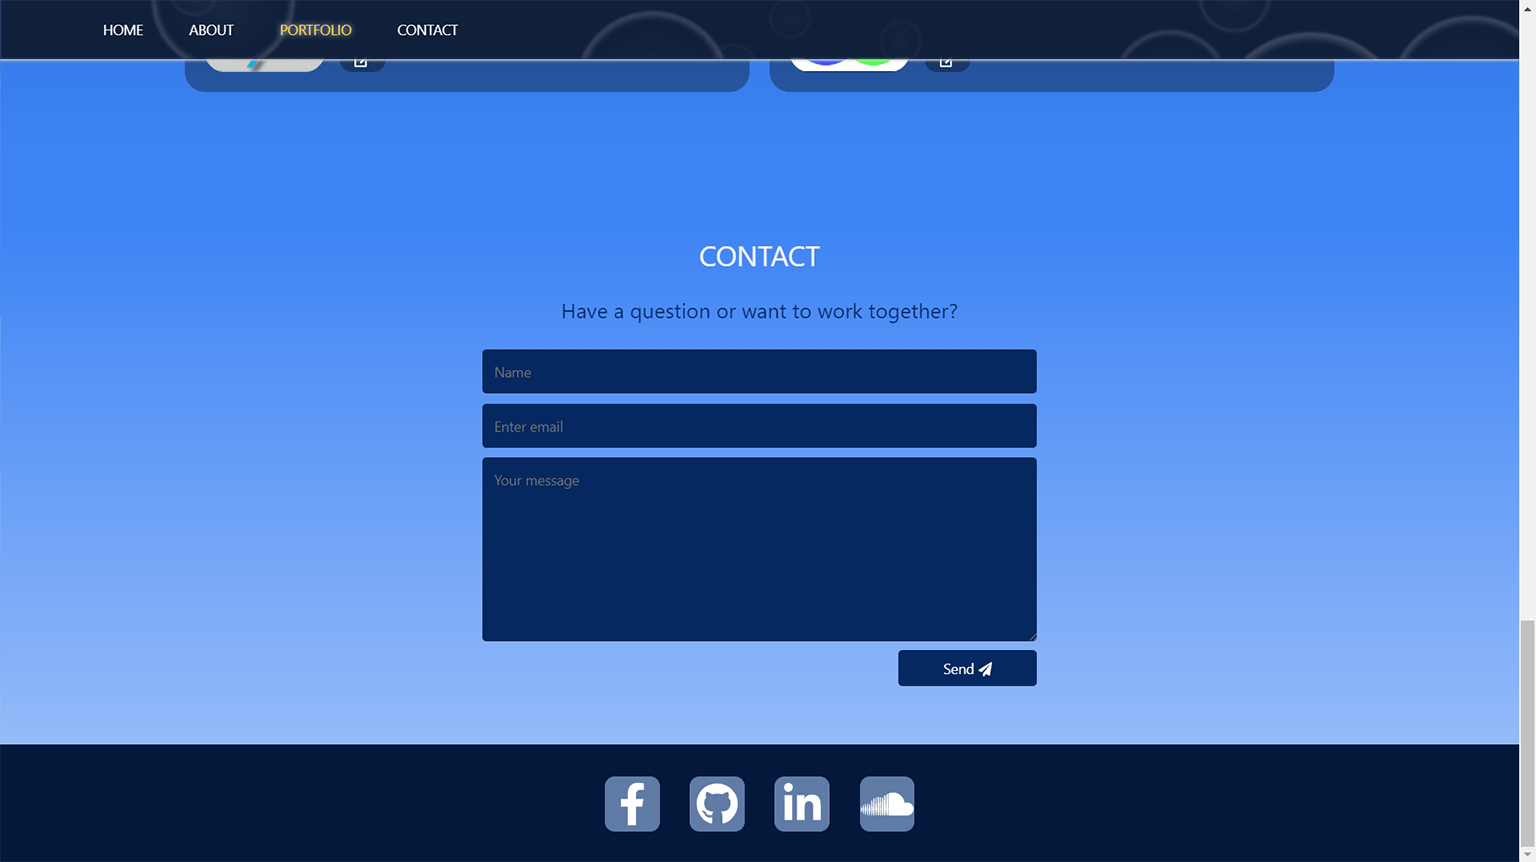 HOME ABOUT PORTFOLIO CONTACT
CONTACT
Have a question or want to work together?
Name
Enter email
Your message
Send